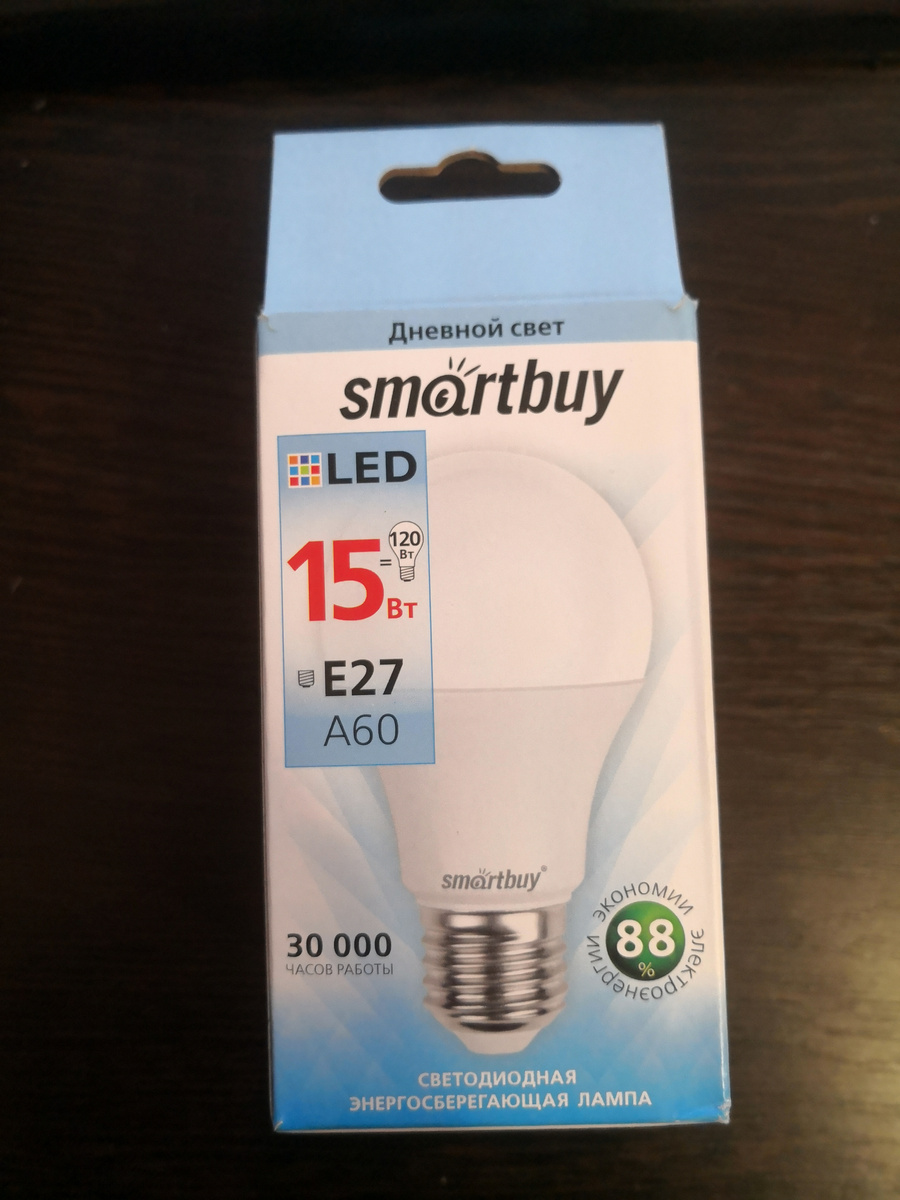 Дневной свет
smartbuy
LED
15 Вт = 120 Вт
E27
A60
smartbuy®
30 000
ЧАСОВ РАБОТЫ
88 %
ЭКОНОМИИ ЭЛЕКТРОЭНЕРГИИ
СВЕТОДИОДНАЯ
ЭНЕРГОСБЕРЕГАЮЩАЯ ЛАМПА